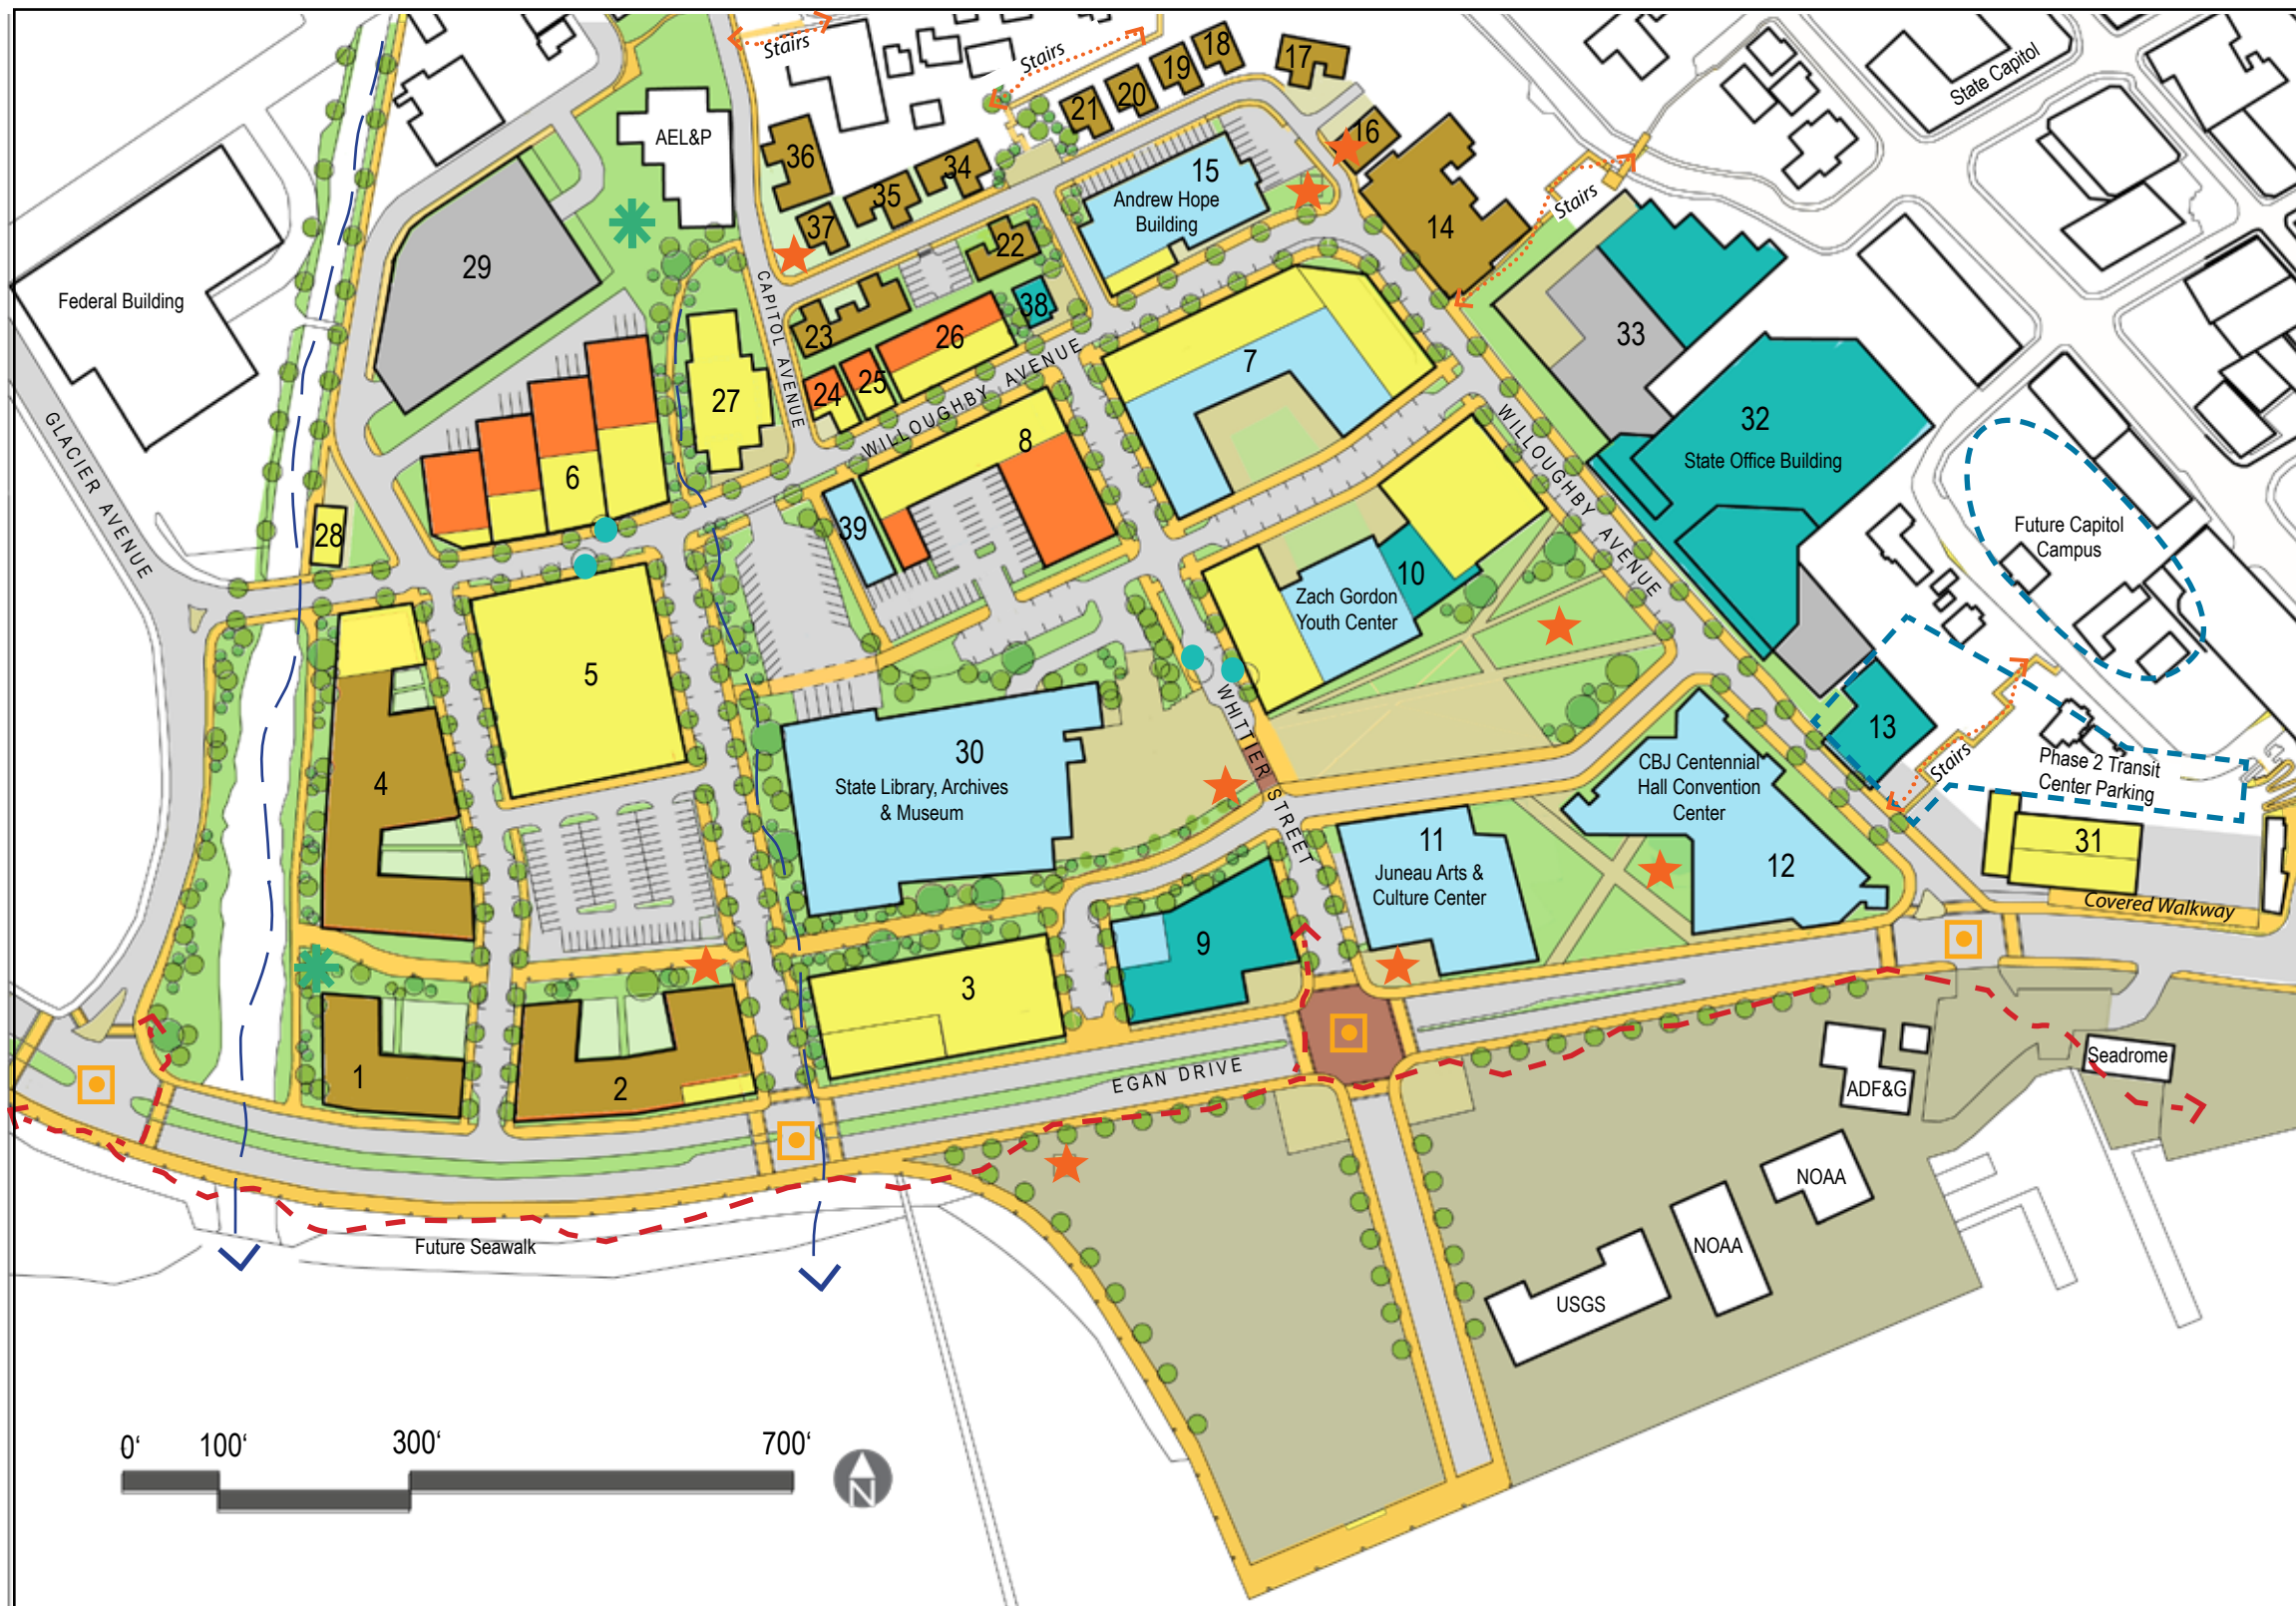 Stairs
Stairs
18
17
19
20
21
State Capitol
AEL&P
36
16
34
35
15
Andrew Hope
Building
Stairs
37
14
22
29
Federal Building
CAPITOL AVENUE
38
23
26
33
7
24
25
27
WILLOUGHBY AVENUE
WILLOUGHBY AVENUE
32
State Office Building
8
6
39
28
GLACIER AVENUE
Future Capitol
Campus
10
Zach Gordon
Youth Center
5
WHITTIER STREET
13
30
State Library, Archives
& Museum
4
CBJ Centennial
Hall Convention
Center
Stairs
Phase 2 Transit
Center Parking
11
Juneau Arts &
Culture Center
12
31
Covered Walkway
9
3
1
2
EGAN DRIVE
Seadrome
ADF&G
NOAA
NOAA
USGS
Future Seawalk
0' 100' 300' 700'
N